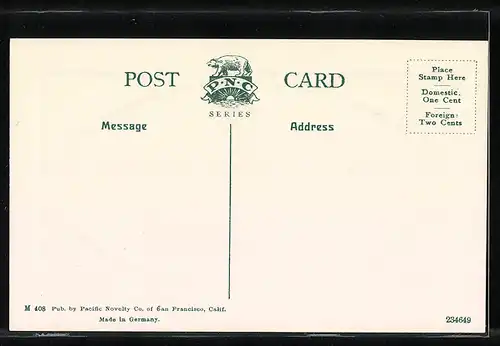 POST CARD
P·N·C
SERIES
Place
Stamp Here
Domestic,
One Cent
Foreign:
Two Cents
Message
Address
M 408 Pub. by Pacific Novelty Co. of San Francisco, Calif.
Made in Germany.
234649